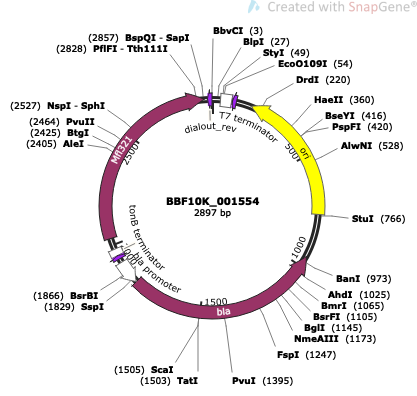 Created with SnapGene®
(2857) BspQI - SapI
(2828) PflFI - Tth111I
(2527) NspI - SphI
(2464) PvuII
(2425) BtgI
(2405) AleI
(1866) BsrBI
(1829) SspI
(1505) ScaI
(1503) TatI
BbvCI (3)
BlpI (27)
StyI (49)
EcoO109I (54)
DrdI (220)
HaeII (360)
BseYI (416)
PspFI (420)
AlwNI (528)
StuI (766)
BanI (973)
AhdI (1025)
BmrI (1065)
BsrFI (1105)
BglI (1145)
NmeAIII (1173)
FspI (1247)
PvuI (1395)
dialout_rev
T7 terminator
ori
500
1000
1500
2000
2500
Mfl321
tonB terminator
bla promoter
bla
BBF10K_001554
2897 bp